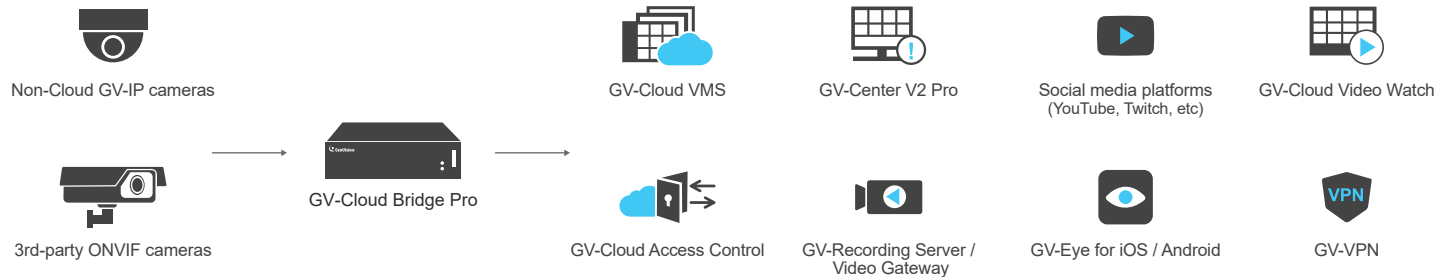 Non-Cloud GV-IP cameras
GV-Cloud VMS
GV-Center V2 Pro
!
Social media platforms
(YouTube, Twitch, etc)
GV-Cloud Video Watch
GeoVision
GV-Cloud Bridge Pro
3rd-party ONVIF cameras
GV-Cloud Access Control
GV-Recording Server /
Video Gateway
GV-Eye for iOS / Android
VPN
GV-VPN